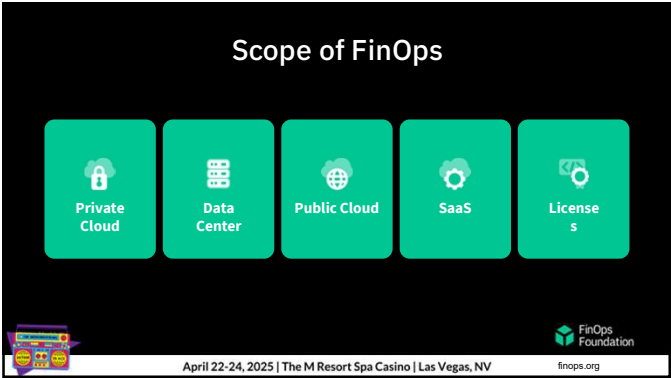 Scope of FinOps
Private
Cloud
Data
Center
Public Cloud
SaaS
License
s
FinOps
Foundation
April 22-24, 2025 | The M Resort Spa Casino | Las Vegas, NV
finops.org